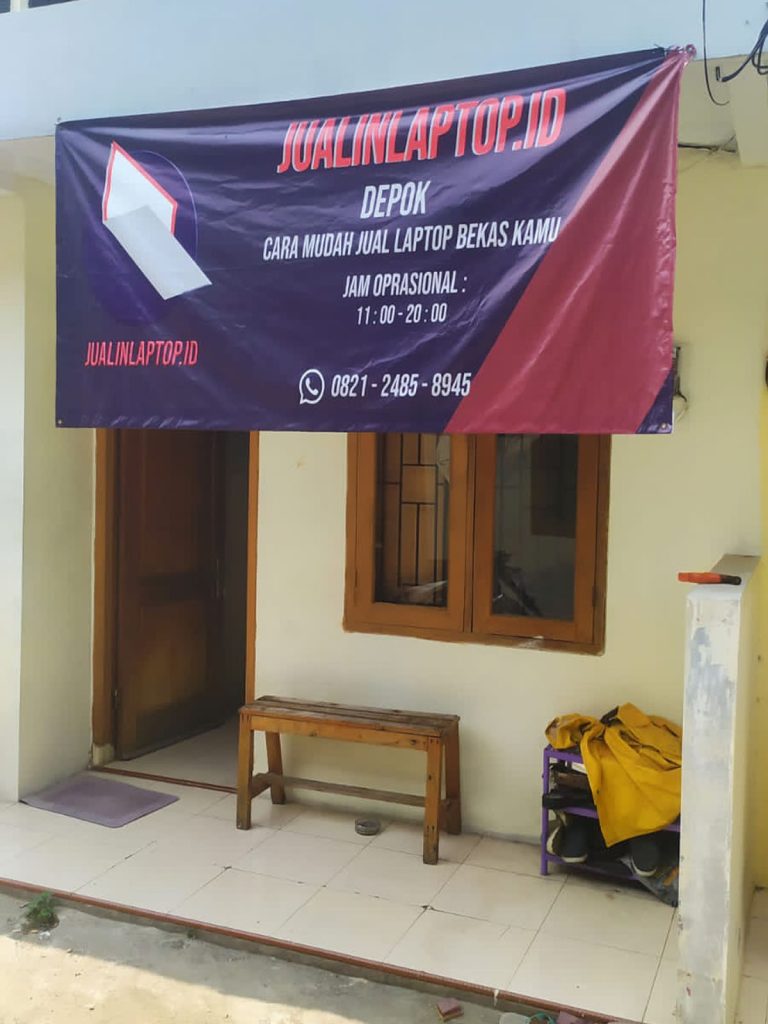 JUALINLAPTOP.ID
DEPOK
CARA MUDAH JUAL LAPTOP BEKAS KAMU
JAM OPRASIONAL :
11 : 00 - 20 : 00
JUALINLAPTOP.ID
0821 - 2485 - 8945